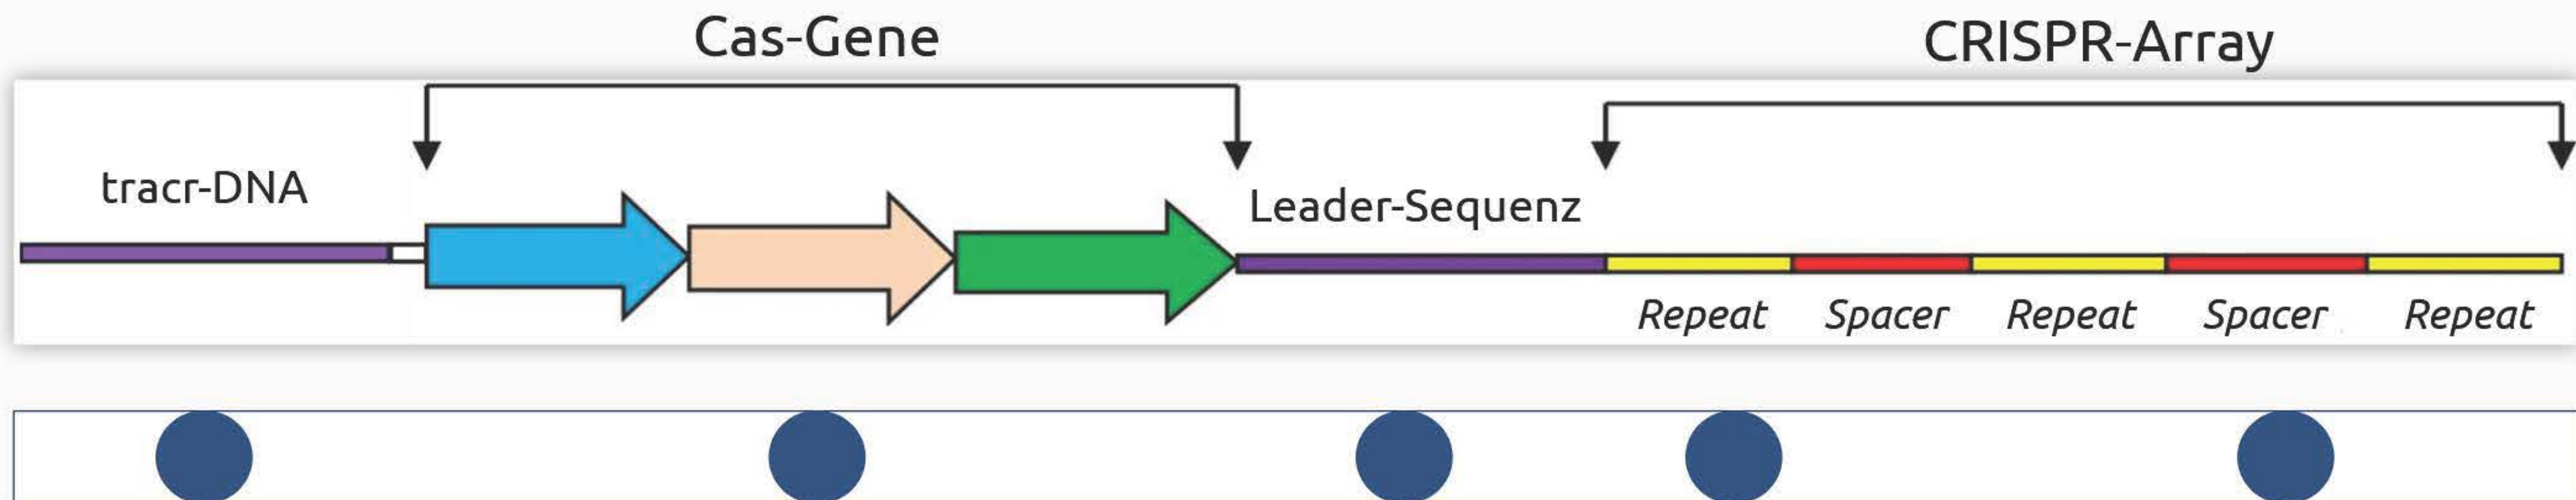 Cas-Gene
CRISPR-Array
tracr-DNA
Leader-Sequenz
Repeat Spacer Repeat Spacer Repeat